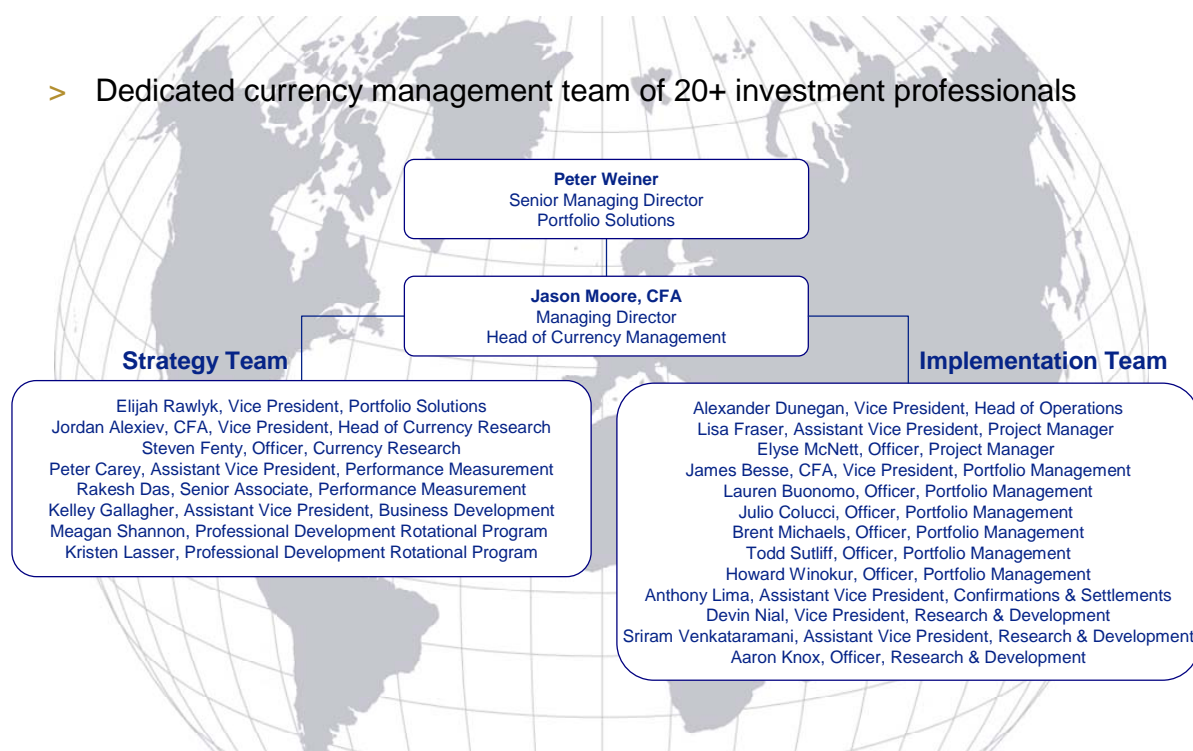 > Dedicated currency management team of 20+ investment professionals
Peter Weiner
Senior Managing Director
Portfolio Solutions
Jason Moore, CFA
Managing Director
Head of Currency Management
Strategy Team
Elijah Rawlyk, Vice President, Portfolio Solutions
Jordan Alexiev, CFA, Vice President, Head of Currency Research
Steven Fenty, Officer, Currency Research
Peter Carey, Assistant Vice President, Performance Measurement
Rakesh Das, Senior Associate, Performance Measurement
Kelley Gallagher, Assistant Vice President, Business Development
Meagan Shannon, Professional Development Rotational Program
Kristen Lasser, Professional Development Rotational Program
Implementation Team
Alexander Dunegan, Vice President, Head of Operations
Lisa Fraser, Assistant Vice President, Project Manager
Elyse McNett, Officer, Project Manager
James Besse, CFA, Vice President, Portfolio Management
Lauren Buonomo, Officer, Portfolio Management
Julio Colucci, Officer, Portfolio Management
Brent Michaels, Officer, Portfolio Management
Todd Sutliff, Officer, Portfolio Management
Howard Winokur, Officer, Portfolio Management
Anthony Lima, Assistant Vice President, Confirmations & Settlements
Devin Nial, Vice President, Research & Development
Sriram Venkataramani, Assistant Vice President, Research & Development
Aaron Knox, Officer, Research & Development